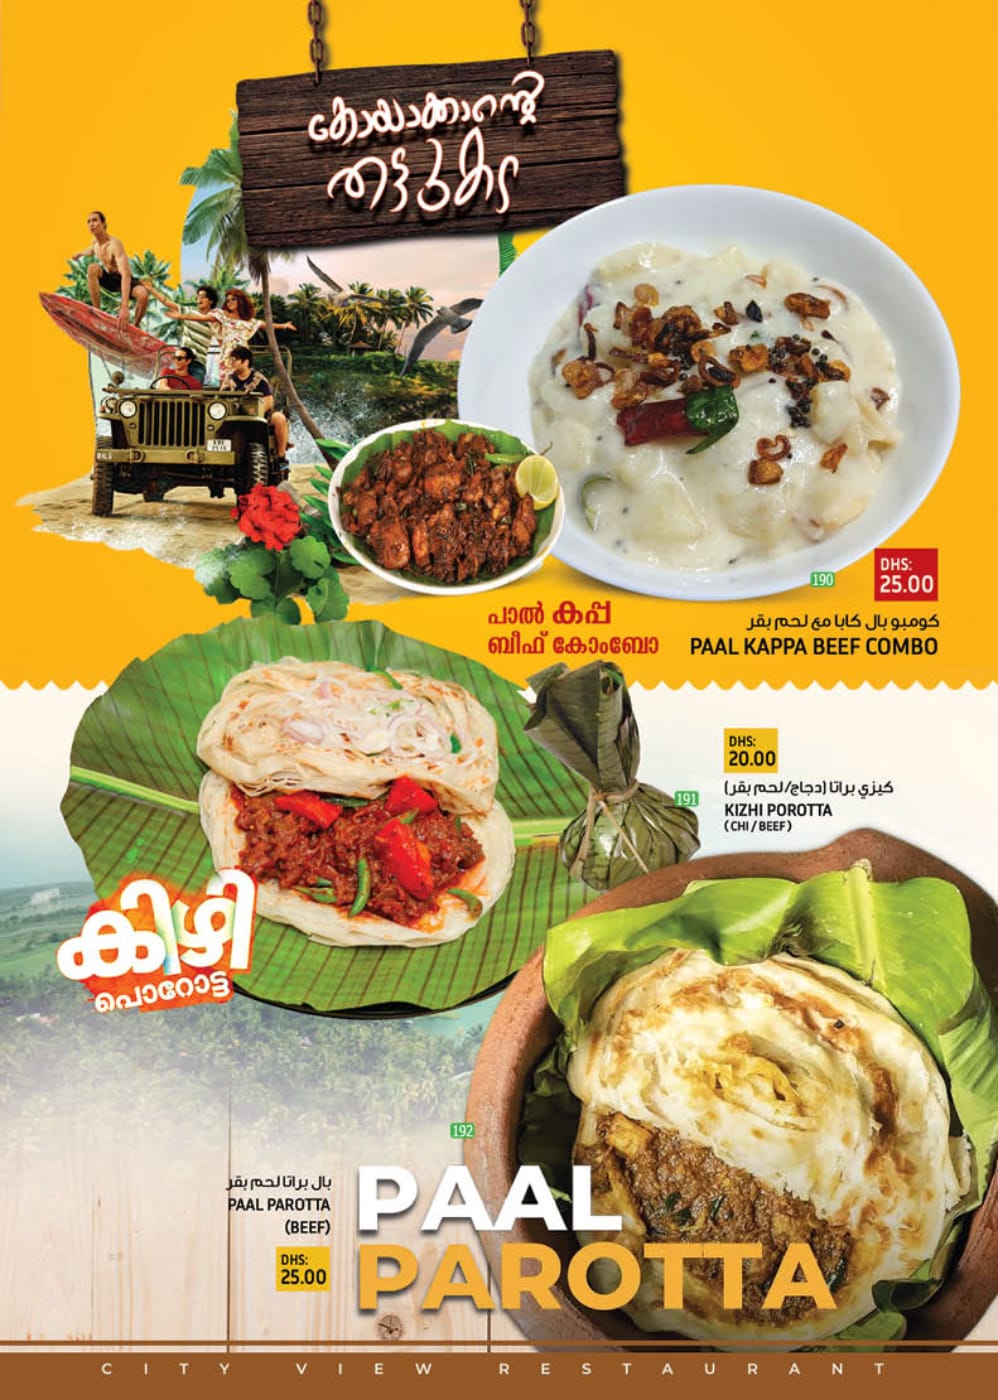 കോയാക്കാന്റെ
തട്ടുകട
190
DHS:
25.00
പാൽ കപ്പ
ബീഫ് കോംബോ
كومبو بال كابا مع لحم بقر
PAAL KAPPA BEEF COMBO
DHS:
20.00
191
كيزي براتا (دجاج/لحم بقر)
KIZHI POROTTA
(CHI / BEEF)
കിഴി
പൊറോട്ട
192
بال براتا لحم بقر
PAAL PAROTTA
(BEEF)
DHS:
25.00
PAAL
PAROTTA
CITY VIEW RESTAURANT